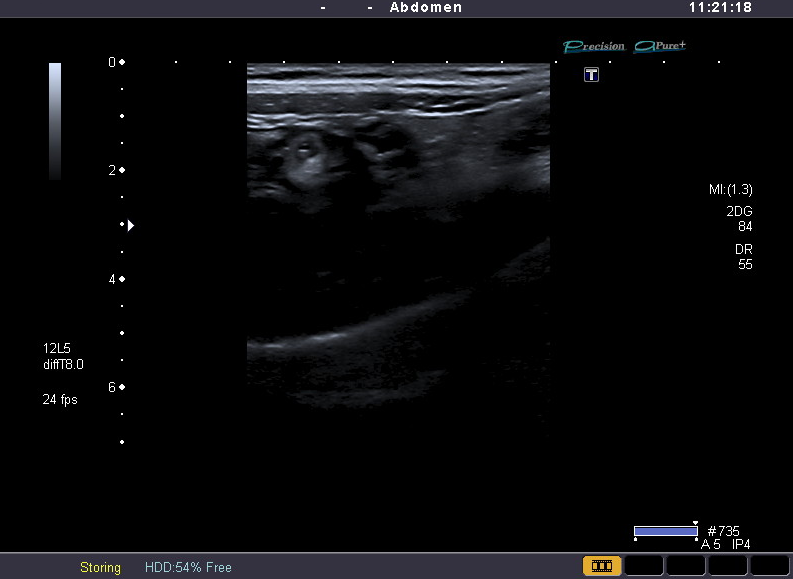 - - Abdomen 11:21:18
Precision APure+
T
0
2
4
6
MI:(1.3)
2DG
84
DR
55
12L5
diffT8.0
24 fps
#735
A 5 IP4
Storing HDD:54% Free